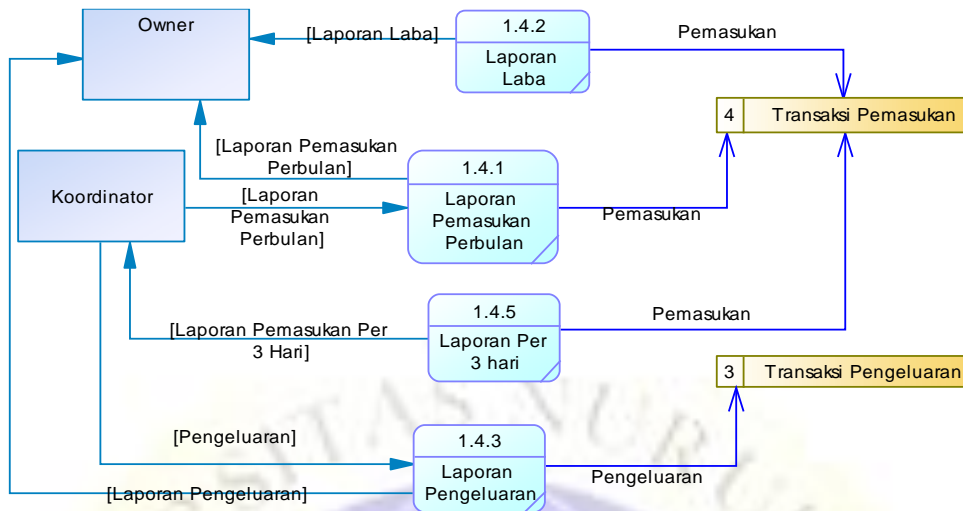 Owner
[Laporan Laba]
1.4.2
Laporan
Laba
Pemasukan
4 Transaksi Pemasukan
[Laporan Pemasukan
Perbulan]
Koordinator
[Laporan
Pemasukan
Perbulan]
1.4.1
Laporan
Pemasukan
Perbulan
Pemasukan
[Laporan Pemasukan Per
3 Hari]
1.4.5
Laporan Per
3 hari
Pemasukan
3 Transaksi Pengeluaran
[Pengeluaran]
[Laporan Pengeluaran]
1.4.3
Laporan
Pengeluaran
Pengeluaran